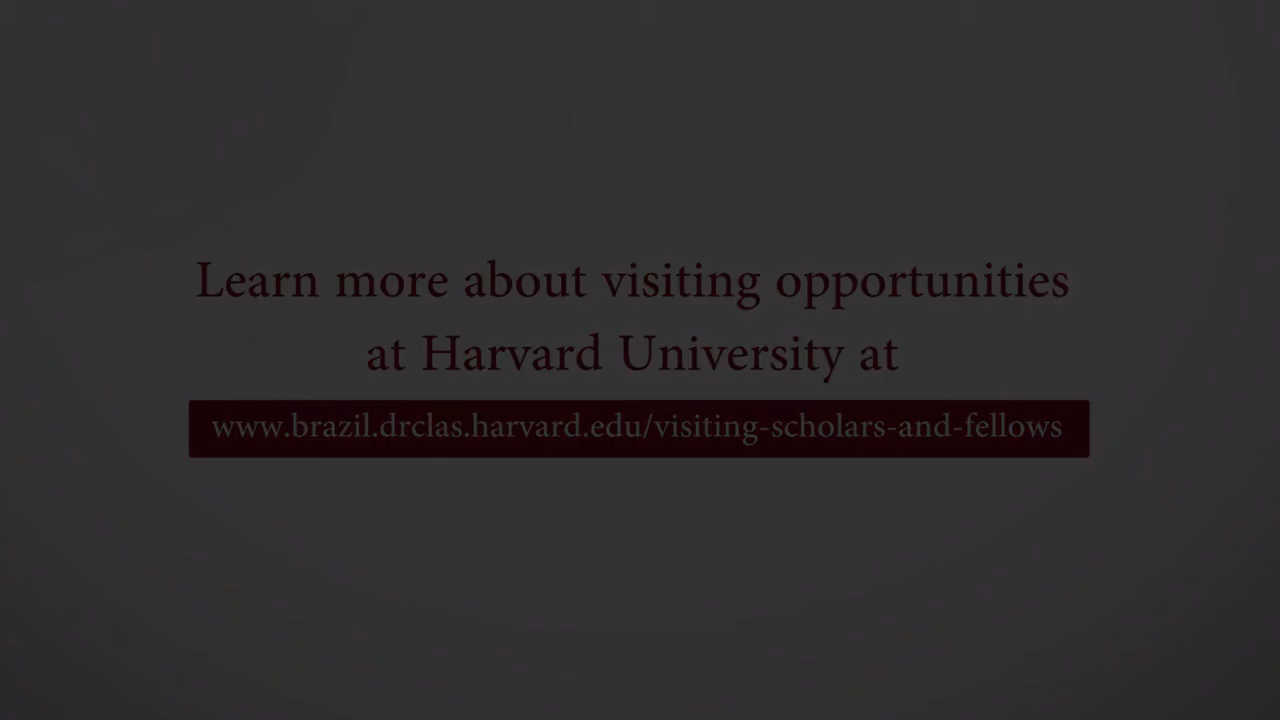 Learn more about visiting opportunities
at Harvard University at
www.brazil.drclas.harvard.edu/visiting-scholars-and-fellows